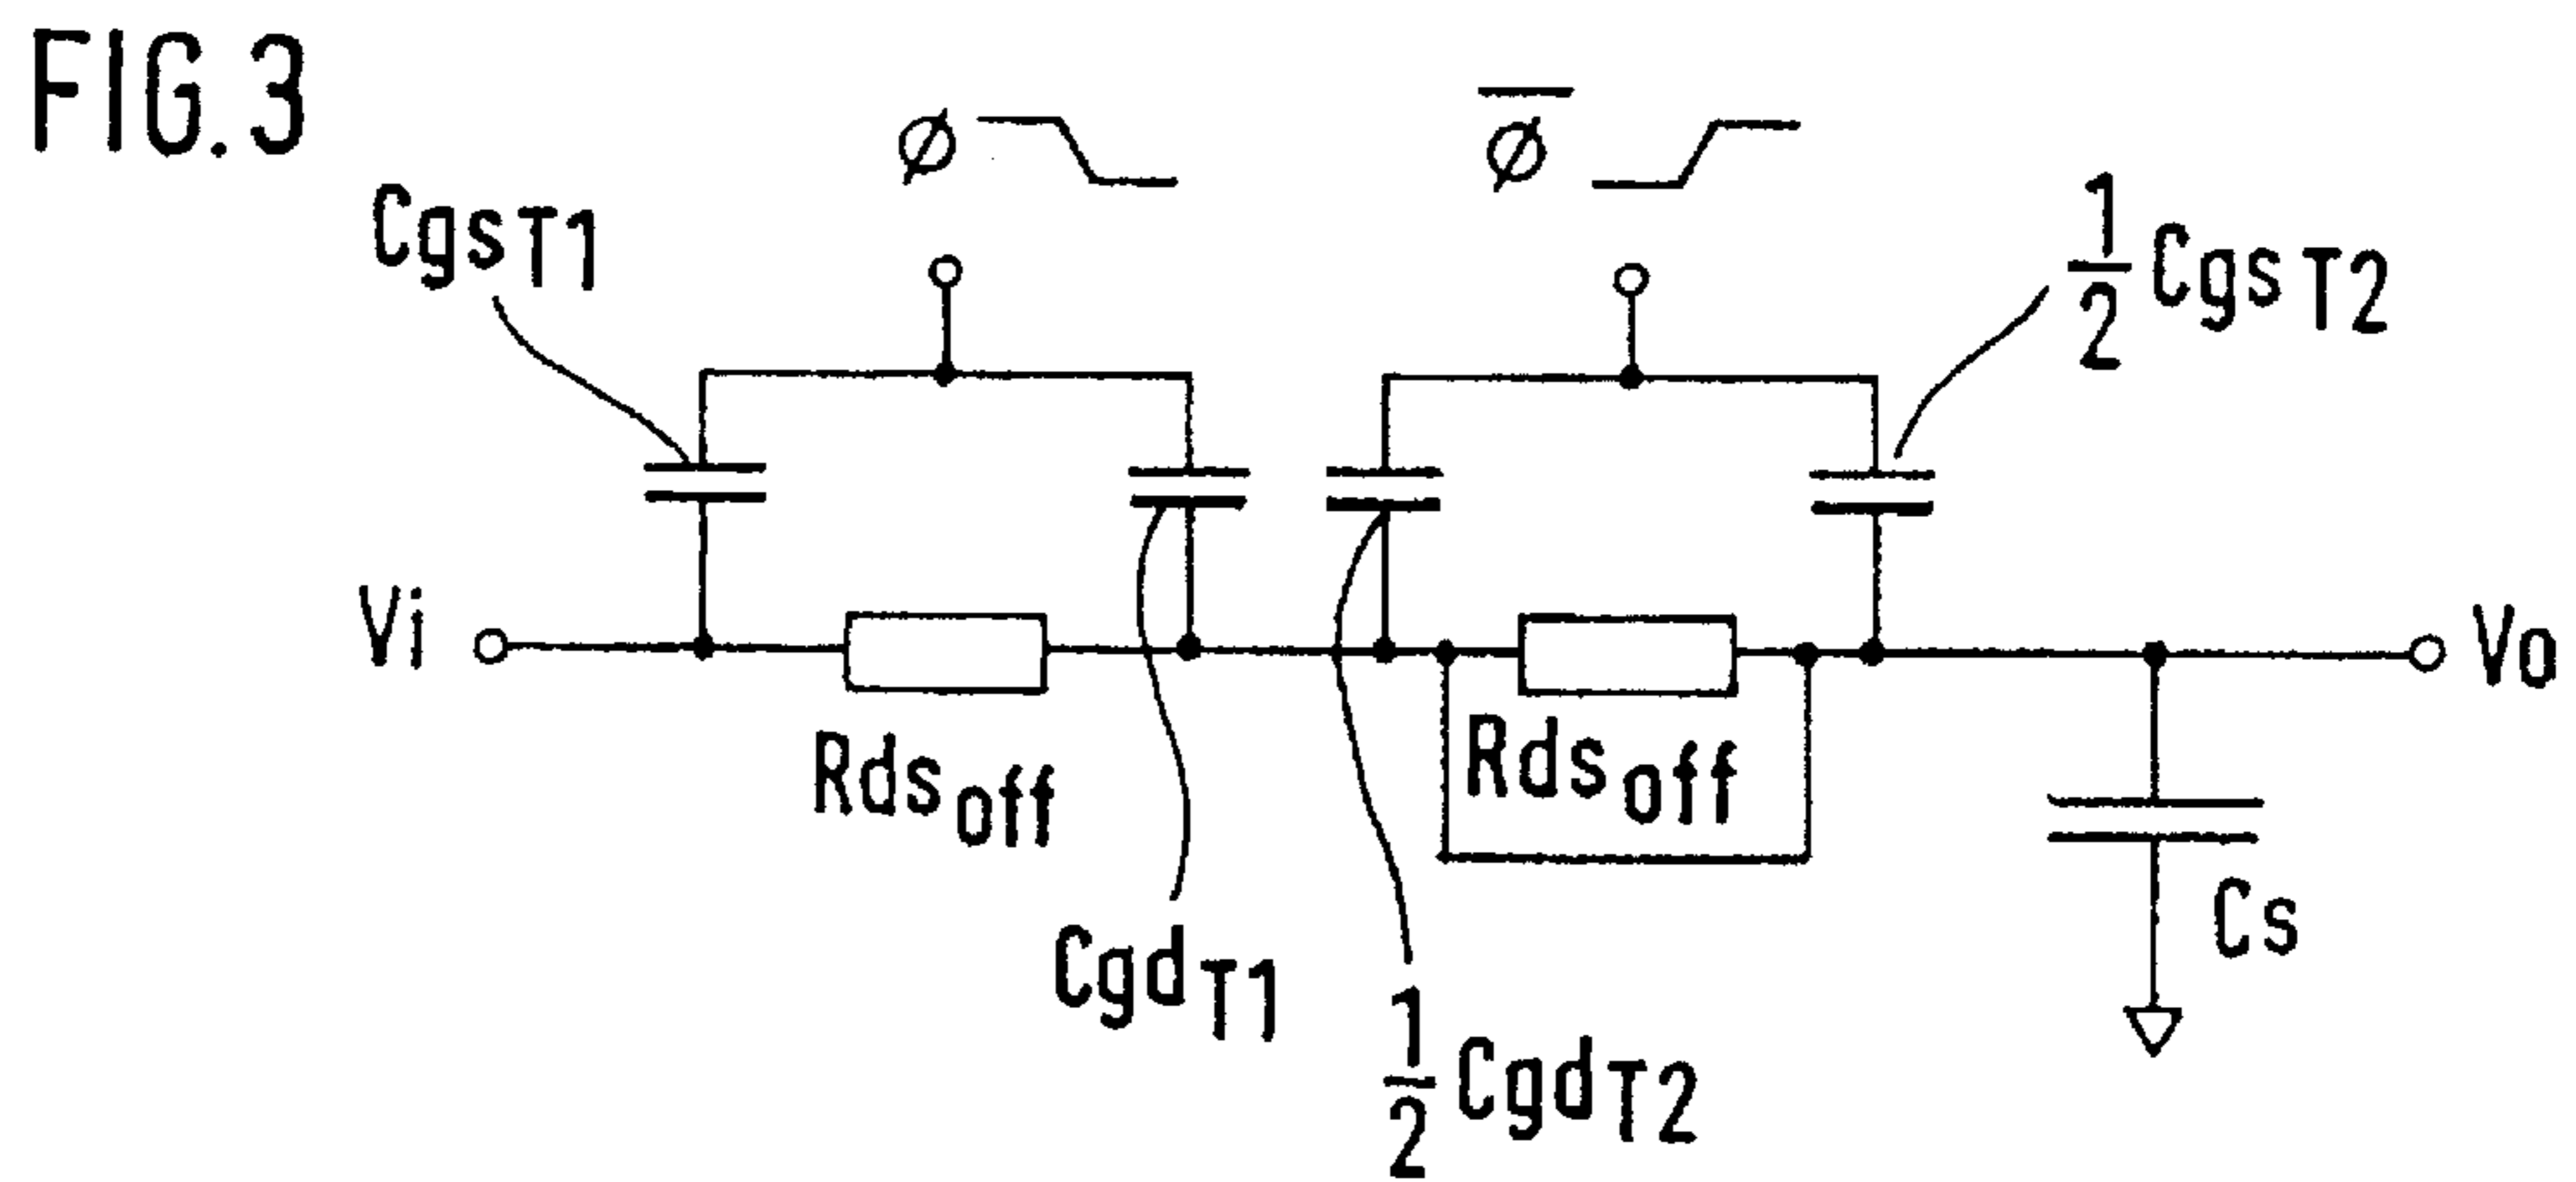 FIG. 3
Ø
Ø̅
CgsT1
1/2 CgsT2
Vi
Vo
Rdsoff
Rdsoff
Cs
CgdT1
1/2 CgdT2